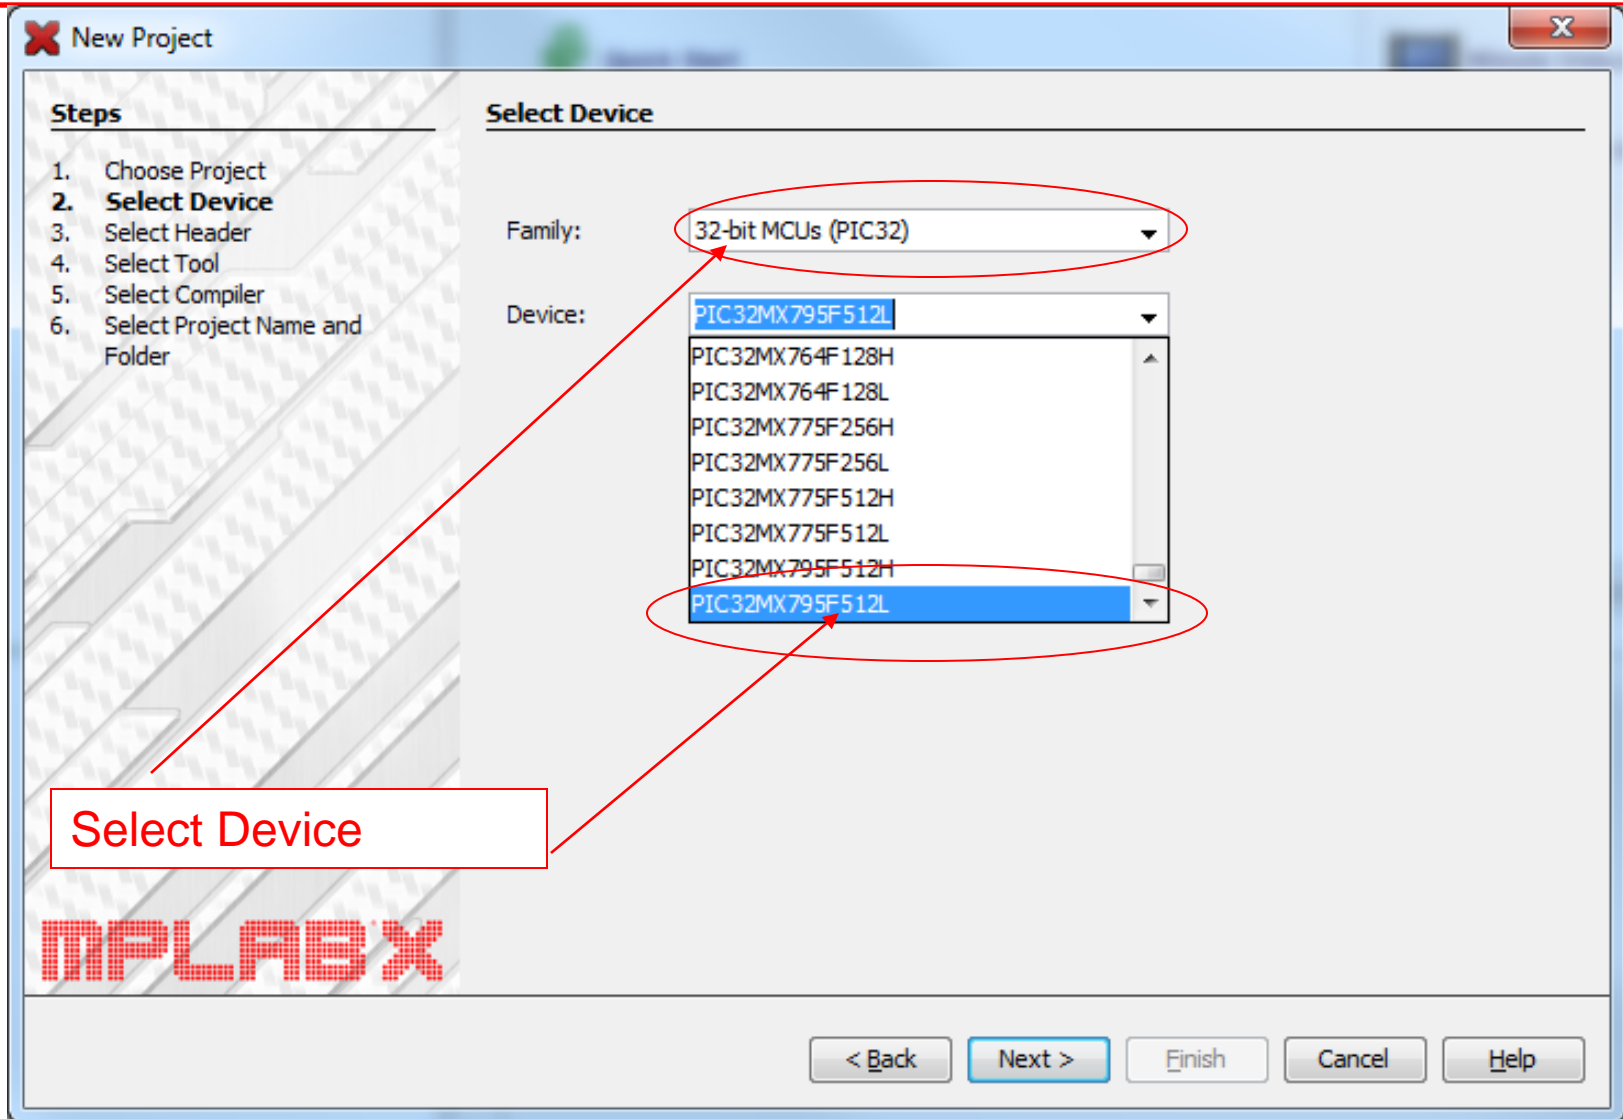 New Project
Steps
1. Choose Project
2. Select Device
3. Select Header
4. Select Tool
5. Select Compiler
6. Select Project Name and
Folder
Select Device
Family: 32-bit MCUs (PIC32)
Device: PIC32MX795F512L
PIC32MX764F128H
PIC32MX764F128L
PIC32MX775F256H
PIC32MX775F256L
PIC32MX775F512H
PIC32MX775F512L
PIC32MX795F512H
PIC32MX795F512L
Select Device
MPLAB X
< Back Next > Finish Cancel Help